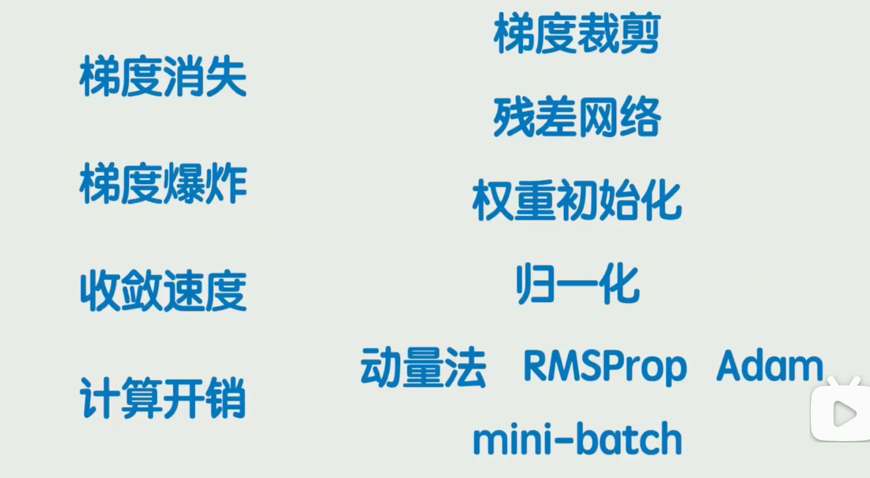 梯度消失
梯度爆炸
收敛速度
计算开销
梯度裁剪
残差网络
权重初始化
归一化
动量法 RMSProp Adam
mini-batch